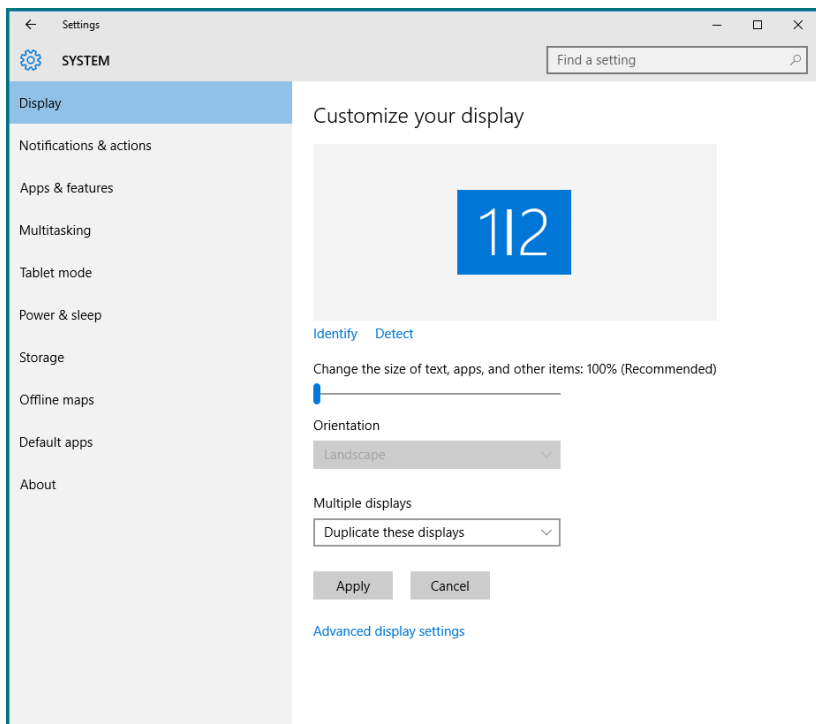 Settings
SYSTEM
Find a setting
Display
Notifications & actions
Apps & features
Multitasking
Tablet mode
Power & sleep
Storage
Offline maps
Default apps
About
Customize your display
1|2
Identify Detect
Change the size of text, apps, and other items: 100% (Recommended)
Orientation
Landscape
Multiple displays
Duplicate these displays
Apply Cancel
Advanced display settings